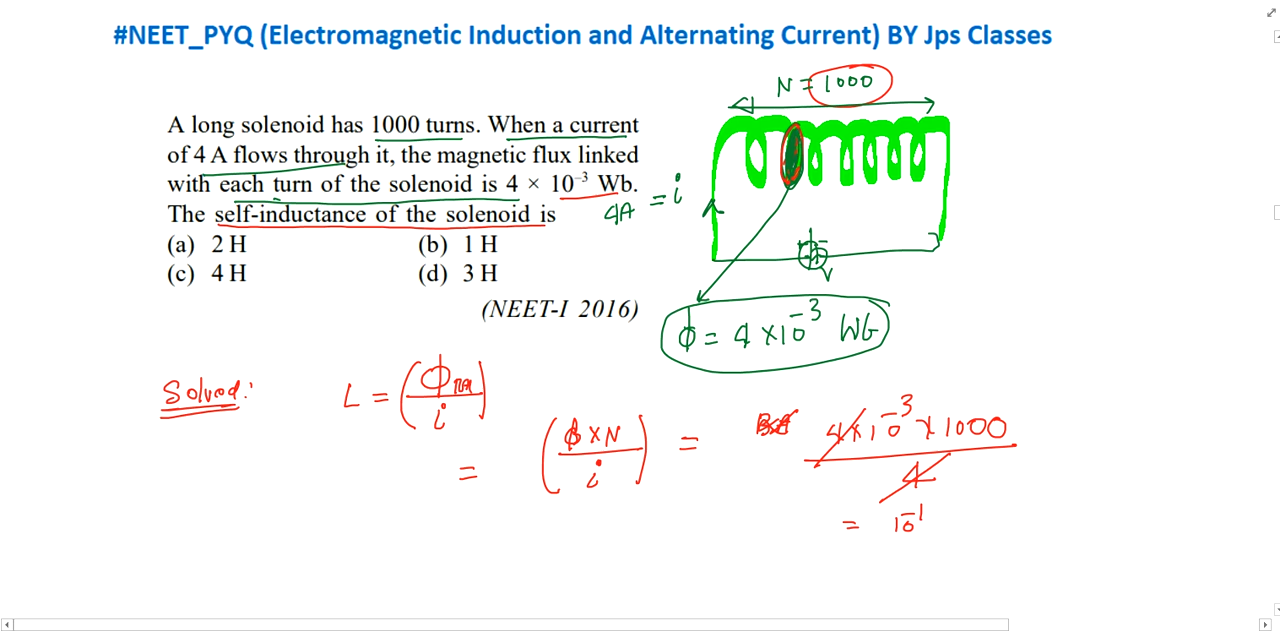 #NEET_PYQ (Electromagnetic Induction and Alternating Current) BY Jps Classes
N = 1000
A long solenoid has 1000 turns. When a current
of 4 A flows through it, the magnetic flux linked
with each turn of the solenoid is 4 × 10⁻³ Wb.
The self-inductance of the solenoid is
4A = i
(a) 2 H (b) 1 H
(c) 4 H (d) 3 H
V
(NEET-I 2016)
ϕ = 4 × 10⁻³ Wb
Solved:
L = (ϕ / i)
= (ϕ × N / i) = 4 × 10⁻³ × 1000 / 4
= 10⁻¹